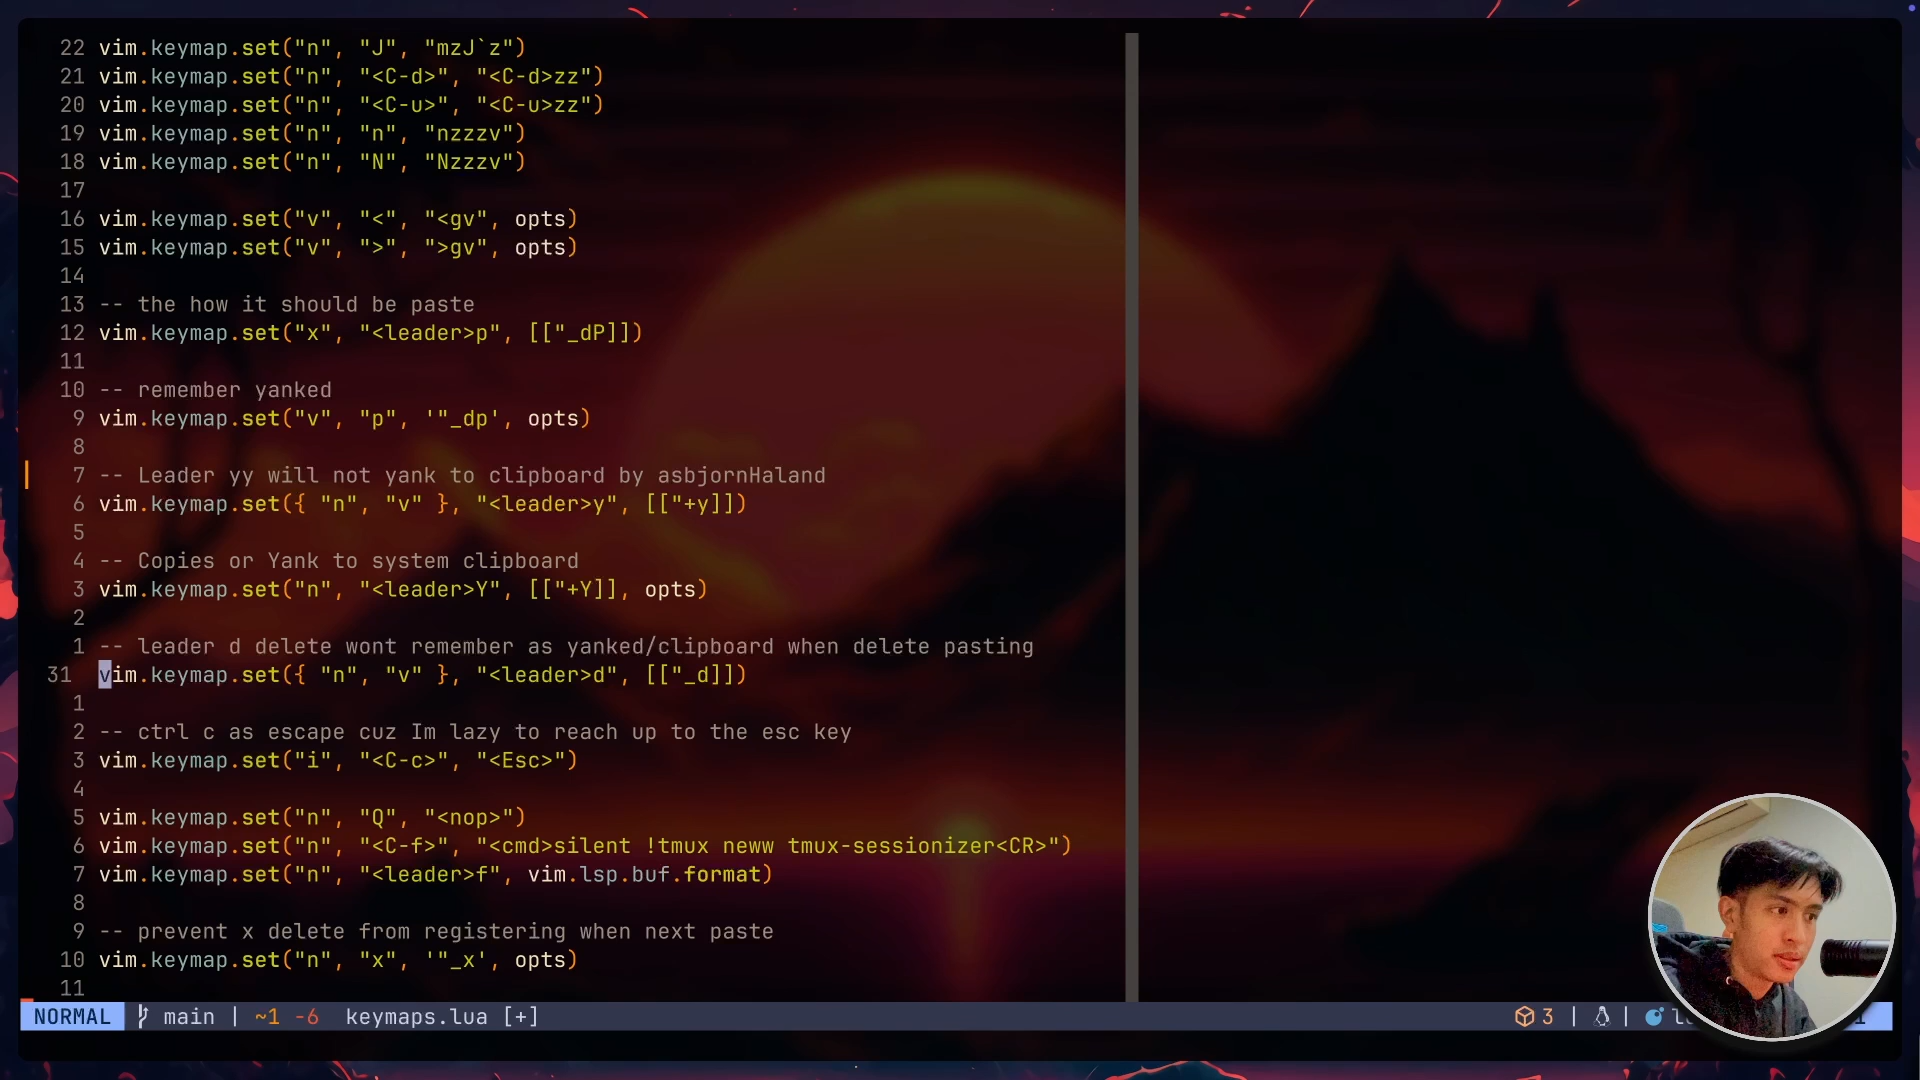 22 vim.keymap.set("n", "J", "mzJ`z")
21 vim.keymap.set("n", "<C-d>", "<C-d>zz")
20 vim.keymap.set("n", "<C-u>", "<C-u>zz")
19 vim.keymap.set("n", "n", "nzzzv")
18 vim.keymap.set("n", "N", "Nzzzv")
17
16 vim.keymap.set("v", "<", "<gv", opts)
15 vim.keymap.set("v", ">", ">gv", opts)
14
13 -- the how it should be paste
12 vim.keymap.set("x", "<leader>p", [["_dP]])
11
10 -- remember yanked
9 vim.keymap.set("v", "p", '"_dp', opts)
8
7 -- Leader yy will not yank to clipboard by asbjornHaland
6 vim.keymap.set({ "n", "v" }, "<leader>y", [["+y]])
5
4 -- Copies or Yank to system clipboard
3 vim.keymap.set("n", "<leader>Y", [["+Y]], opts)
2
1 -- leader d delete wont remember as yanked/clipboard when delete pasting
31 vim.keymap.set({ "n", "v" }, "<leader>d", [["_d]])
1
2 -- ctrl c as escape cuz Im lazy to reach up to the esc key
3 vim.keymap.set("i", "<C-c>", "<Esc>")
4
5 vim.keymap.set("n", "Q", "<nop>")
6 vim.keymap.set("n", "<C-f>", "<cmd>silent !tmux neww tmux-sessionizer<CR>")
7 vim.keymap.set("n", "<leader>f", vim.lsp.buf.format)
8
9 -- prevent x delete from registering when next paste
10 vim.keymap.set("n", "x", '"_x', opts)
11
NORMAL main | ~1 -6 keymaps.lua [+] 3 | |